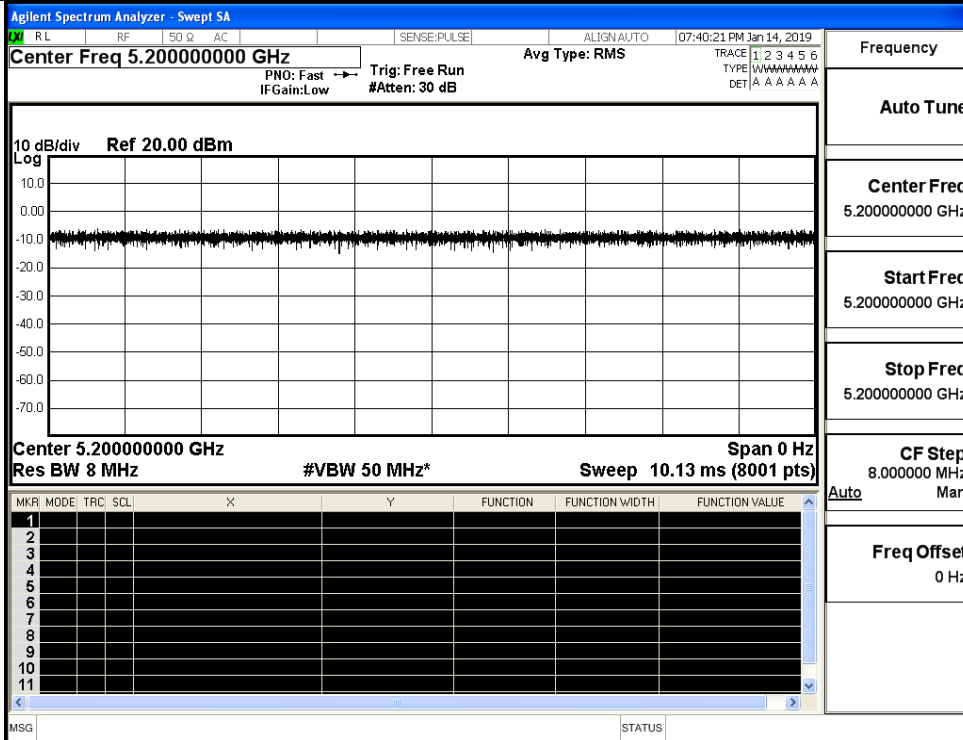 Agilent Spectrum Analyzer - Swept SA
LXI RL RF 50 Ω AC SENSE:PULSE ALIGN AUTO 07:40:21 PM Jan 14, 2019
Center Freq 5.200000000 GHz Avg Type: RMS TRACE 1 2 3 4 5 6
PNO: Fast Trig: Free Run TYPE WWWWWW
IFGain:Low #Atten: 30 dB DET A A A A A A
10 dB/div Ref 20.00 dBm
Log
10.0
0.00
-10.0
-20.0
-30.0
-40.0
-50.0
-60.0
-70.0
Center 5.200000000 GHz Span 0 Hz
Res BW 8 MHz #VBW 50 MHz* Sweep 10.13 ms (8001 pts)
MKR MODE TRC SCL X Y FUNCTION FUNCTION WIDTH FUNCTION VALUE
1
2
3
4
5
6
7
8
9
10
11
MSG STATUS
Frequency
Auto Tune
Center Freq
5.200000000 GHz
Start Freq
5.200000000 GHz
Stop Freq
5.200000000 GHz
CF Step
8.000000 MHz
Auto Man
Freq Offset
0 Hz